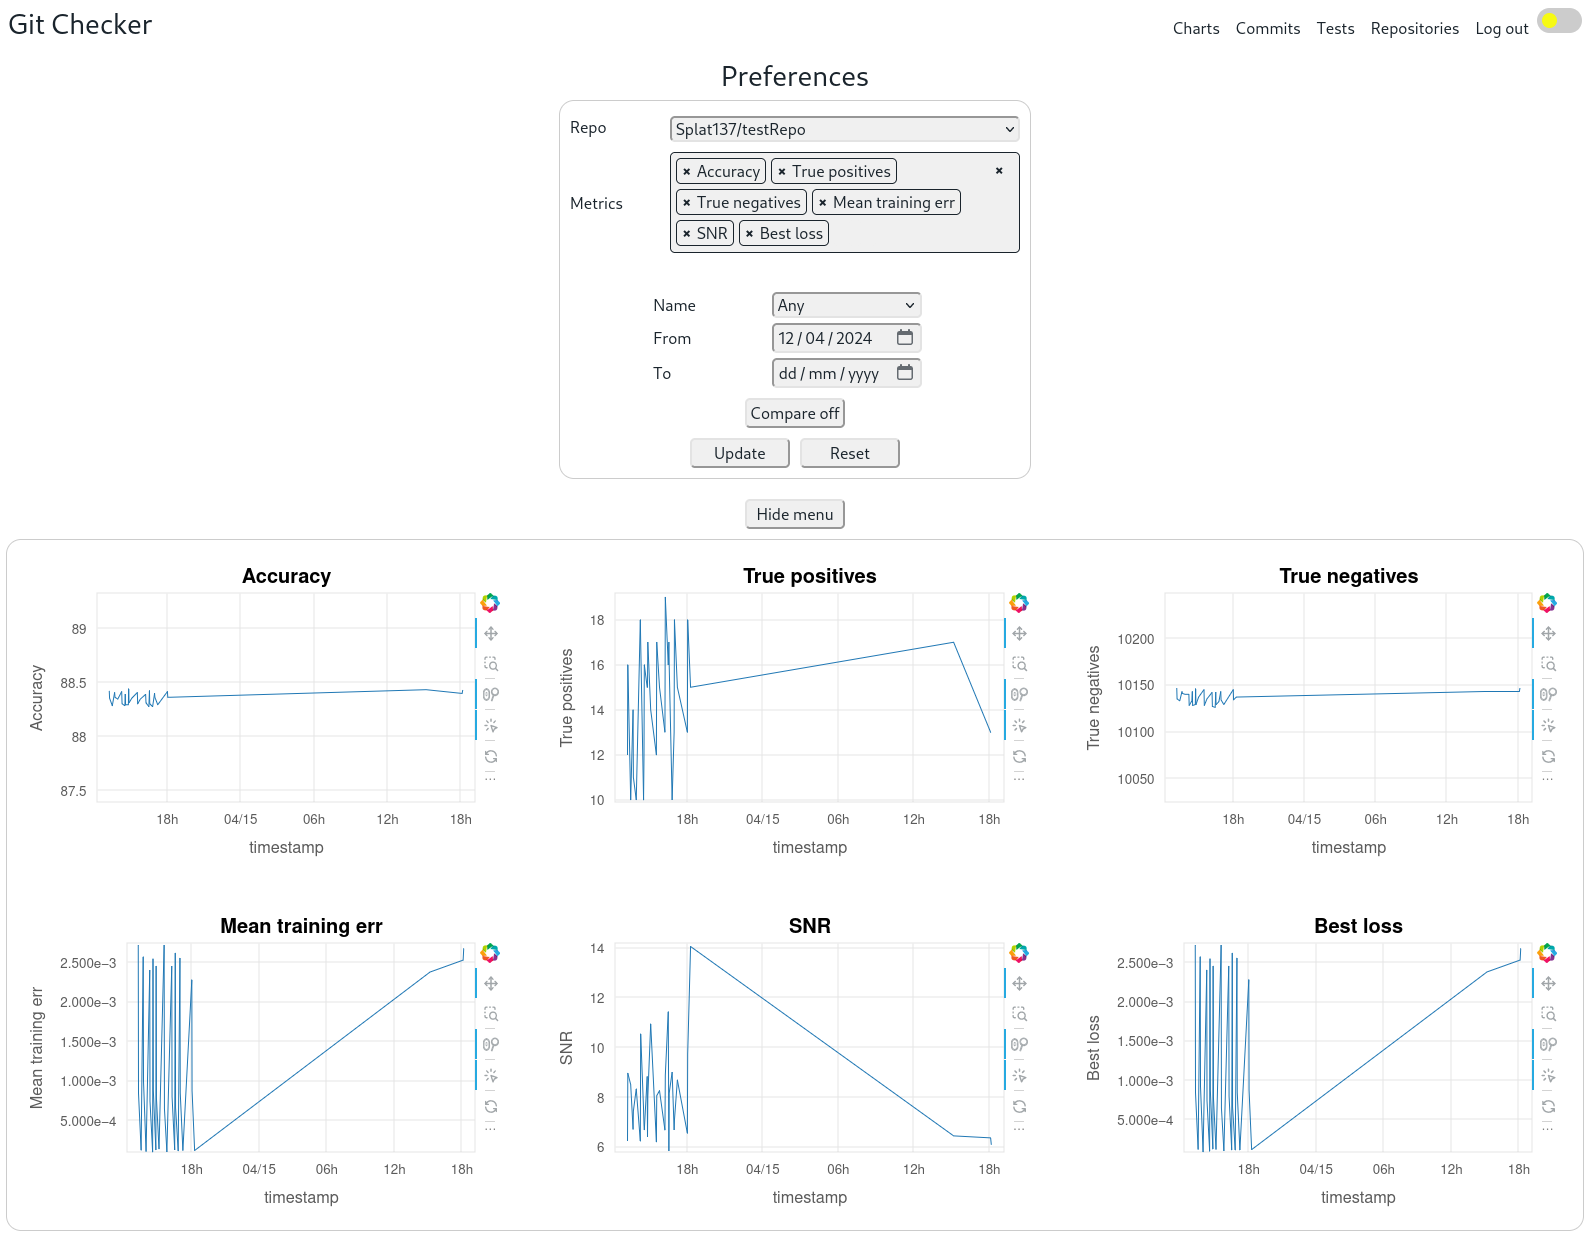 Git Checker
Charts Commits Tests Repositories Log out
Preferences
Repo Splat137/testRepo
Metrics
× Accuracy × True positives ×
× True negatives × Mean training err
× SNR × Best loss
Name Any
From 12 / 04 / 2024
To dd / mm / yyyy
Compare off
Update Reset
Hide menu
Accuracy
Accuracy
89
88.5
88
87.5
18h 04/15 06h 12h 18h
timestamp
True positives
True positives
18
16
14
12
10
18h 04/15 06h 12h 18h
timestamp
True negatives
True negatives
10200
10150
10100
10050
18h 04/15 06h 12h 18h
timestamp
Mean training err
Mean training err
2.500e−3
2.000e−3
1.500e−3
1.000e−3
5.000e−4
18h 04/15 06h 12h 18h
timestamp
SNR
SNR
14
12
10
8
6
18h 04/15 06h 12h 18h
timestamp
Best loss
Best loss
2.500e−3
2.000e−3
1.500e−3
1.000e−3
5.000e−4
18h 04/15 06h 12h 18h
timestamp